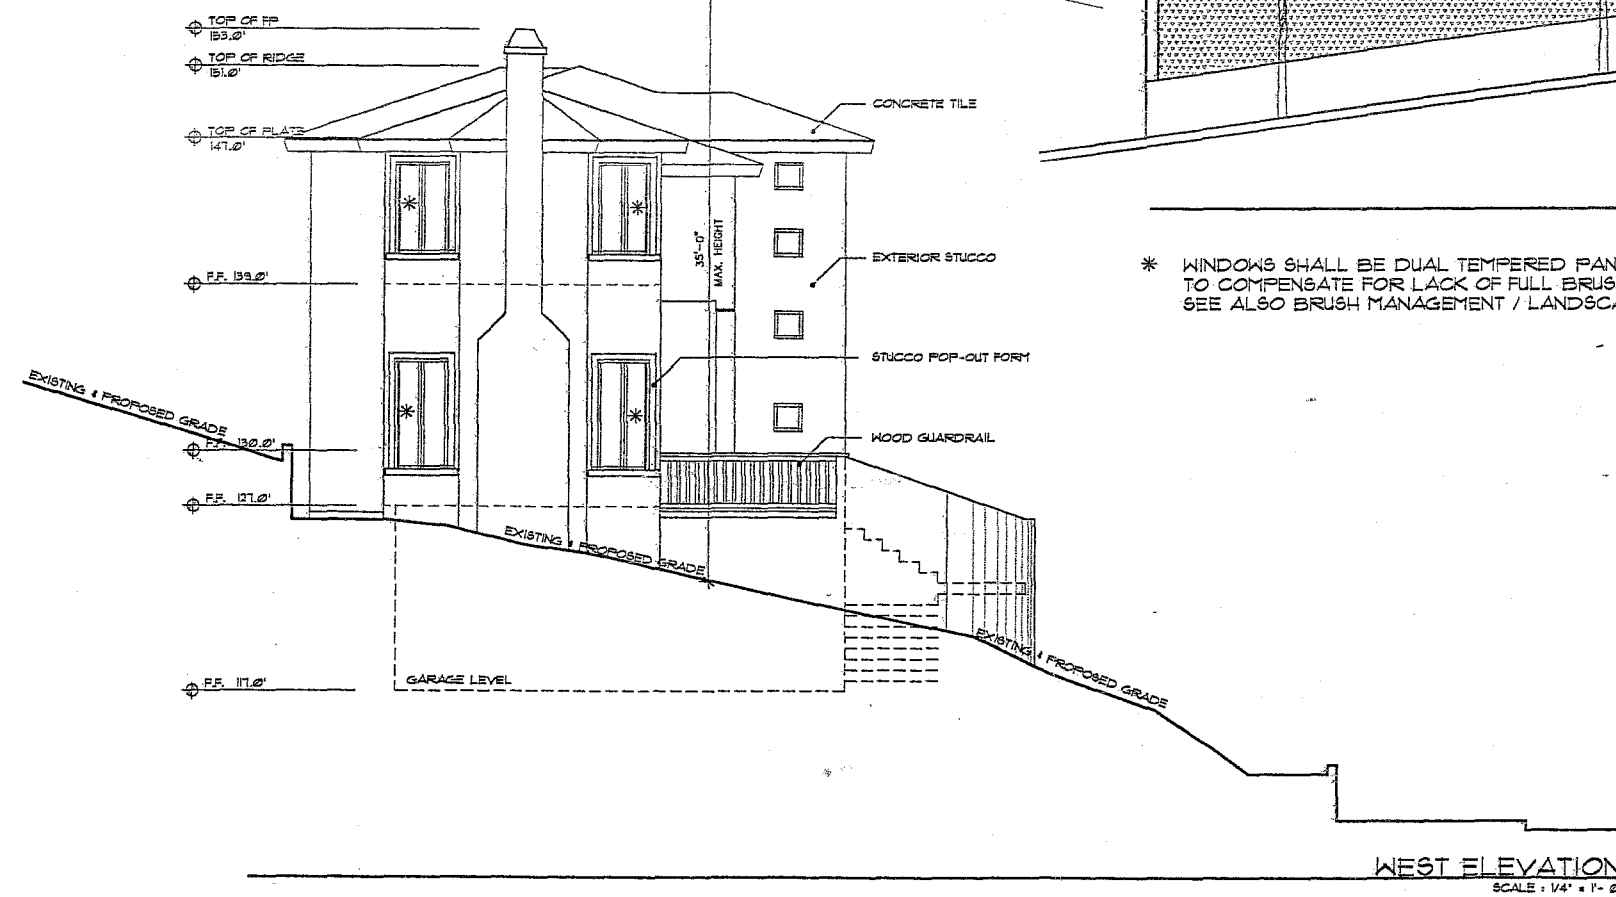 TOP OF FP
153.0'
TOP OF RIDGE
151.0'
CONCRETE TILE
TOP OF PLATE
147.0'
35'-0"
MAX. HEIGHT
EXTERIOR STUCCO
* WINDOWS SHALL BE DUAL TEMPERED PAN
TO COMPENSATE FOR LACK OF FULL BRUS
SEE ALSO BRUSH MANAGEMENT / LANDSCA
F.F. 139.0'
STUCCO POP-OUT FORM
EXISTING & PROPOSED GRADE
F.F. 130.0'
WOOD GUARDRAIL
F.F. 127.0'
EXISTING & PROPOSED GRADE
EXISTING & PROPOSED GRADE
F.F. 117.0'
GARAGE LEVEL
WEST ELEVATION
SCALE : 1/4" = 1'-0